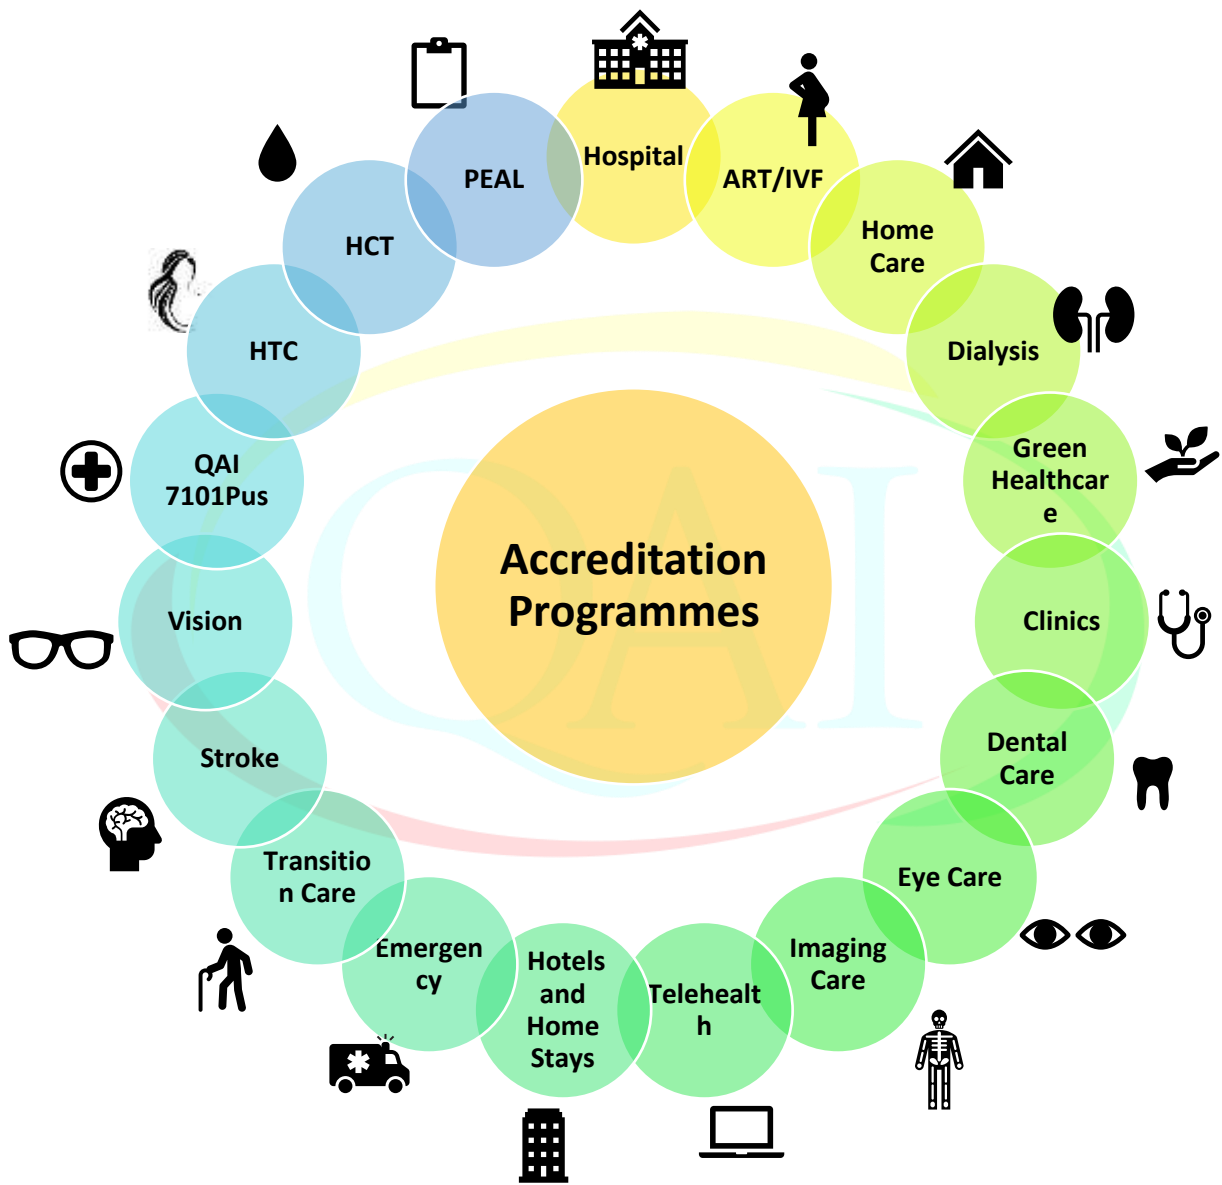 Accreditation
Programmes
Hospital
ART/IVF
Home
Care
Dialysis
Green
Healthcar
e
Clinics
Dental
Care
Eye Care
Imaging
Care
Telehealt
h
Hotels
and
Home
Stays
Emergen
cy
Transitio
n Care
Stroke
Vision
QAI
7101Pus
HTC
HCT
PEAL
QAI